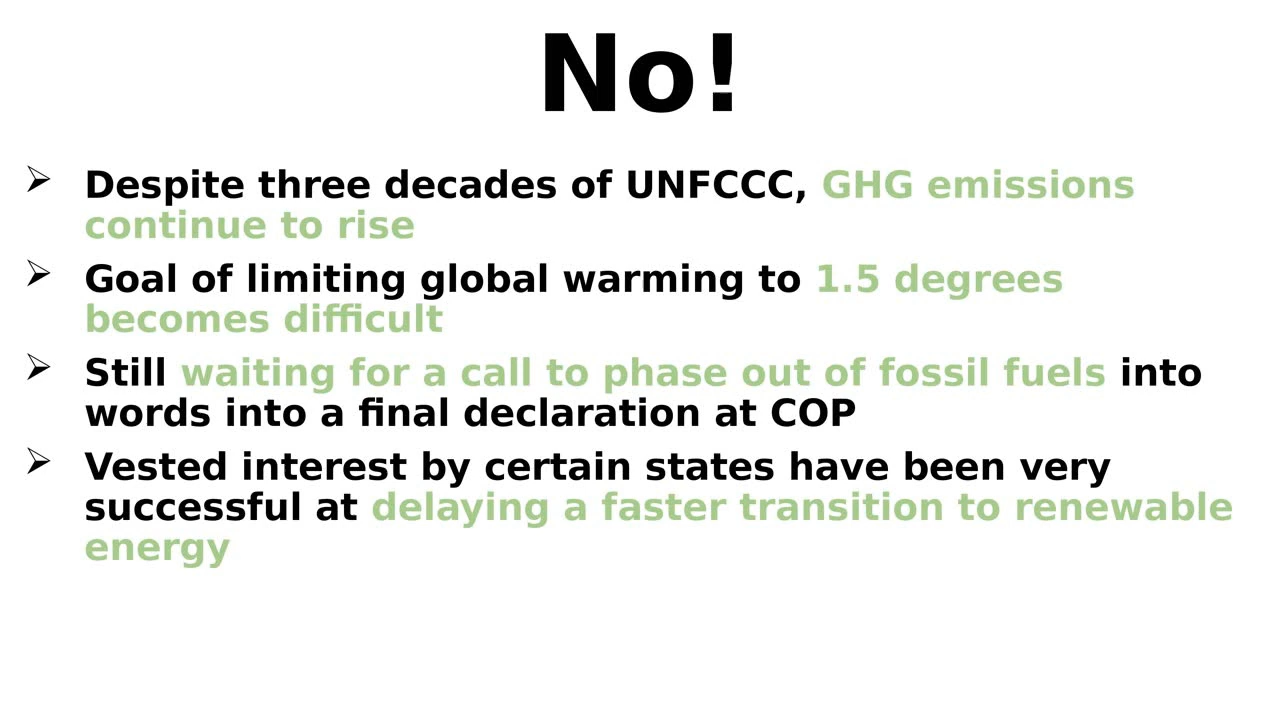 No!
➢ Despite three decades of UNFCCC, GHG emissions
continue to rise
➢ Goal of limiting global warming to 1.5 degrees
becomes difficult
➢ Still waiting for a call to phase out of fossil fuels into
words into a final declaration at COP
➢ Vested interest by certain states have been very
successful at delaying a faster transition to renewable
energy